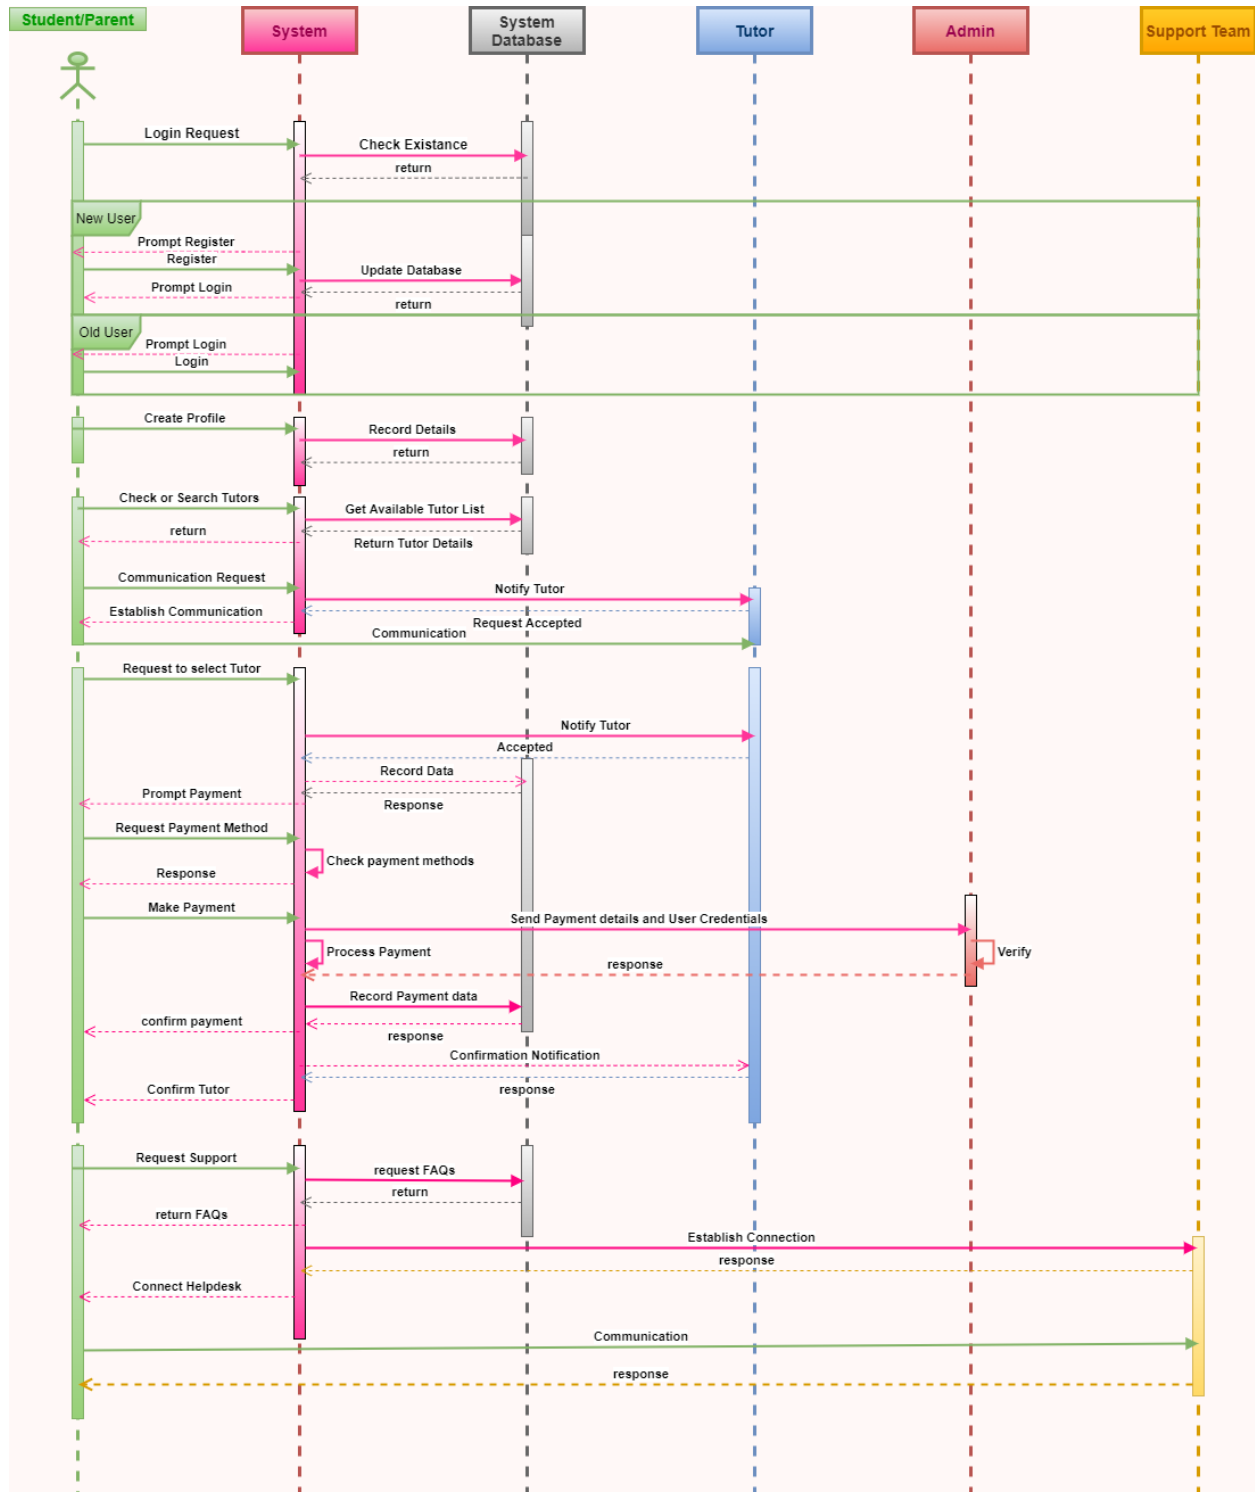 Student/Parent
System
System
Database
Tutor
Admin
Support Team
Login Request
Check Existance
return
New User
Prompt Register
Register
Update Database
Prompt Login
return
Old User
Prompt Login
Login
Create Profile
Record Details
return
Check or Search Tutors
Get Available Tutor List
return
Return Tutor Details
Communication Request
Notify Tutor
Establish Communication
Request Accepted
Communication
Request to select Tutor
Notify Tutor
Accepted
Record Data
Prompt Payment
Response
Request Payment Method
Check payment methods
Response
Make Payment
Send Payment details and User Credentials
Process Payment
Verify
response
Record Payment data
confirm payment
response
Confirmation Notification
Confirm Tutor
response
Request Support
request FAQs
return
return FAQs
Establish Connection
response
Connect Helpdesk
Communication
response